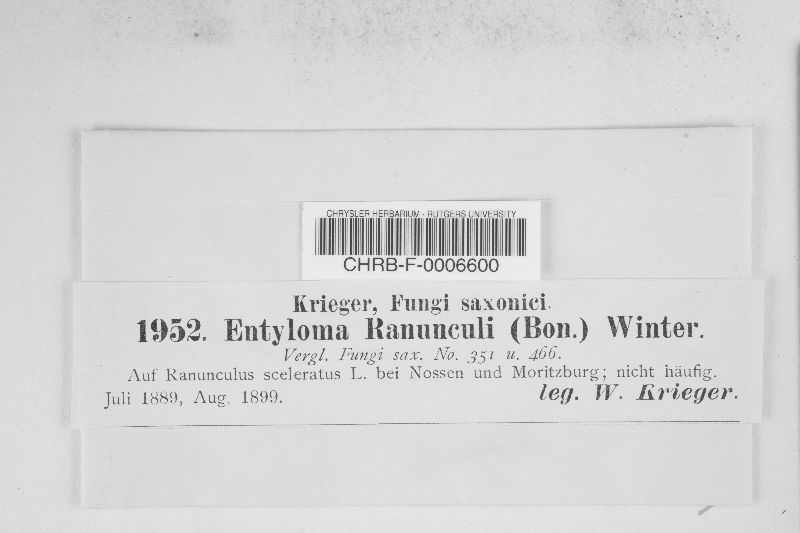 CHRYSLER HERBARIUM - RUTGERS UNIVERSITY
CHRB-F-0006600
Krieger, Fungi saxonici.
1952. Entyloma Ranunculi (Bon.) Winter.
Vergl. Fungi sax. No. 351 u. 466.
Auf Ranunculus sceleratus L. bei Nossen und Moritzburg; nicht häufig.
Juli 1889, Aug. 1899. leg. W. Krieger.